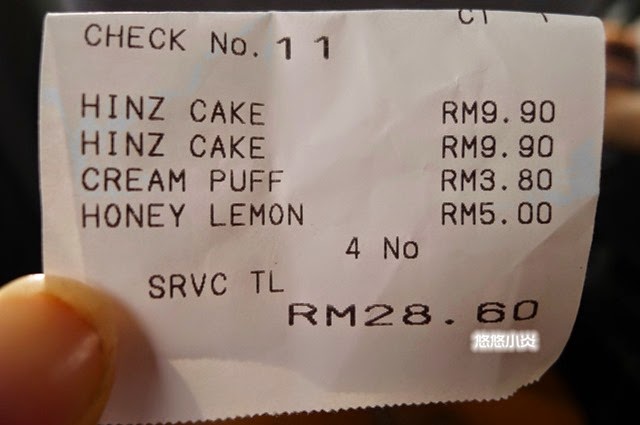 CHECK No. 11
HINZ CAKE RM9.90
HINZ CAKE RM9.90
CREAM PUFF RM3.80
HONEY LEMON RM5.00
4 No
SRVC TL
RM28.60
悠悠小炎